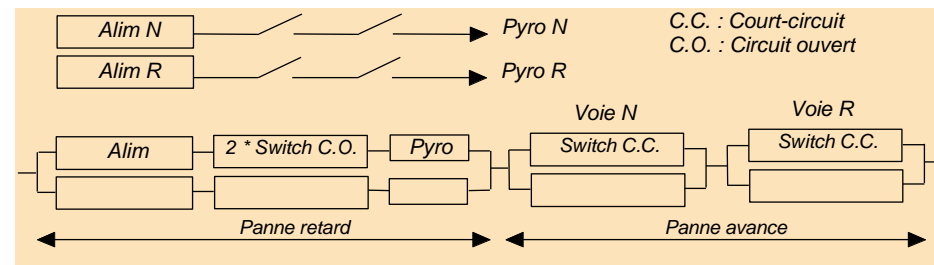 Alim N
Pyro N
C.C. : Court-circuit
C.O. : Circuit ouvert
Alim R
Pyro R
Voie N
Voie R
Alim
2 * Switch C.O.
Pyro
Switch C.C.
Switch C.C.
Panne retard
Panne avance